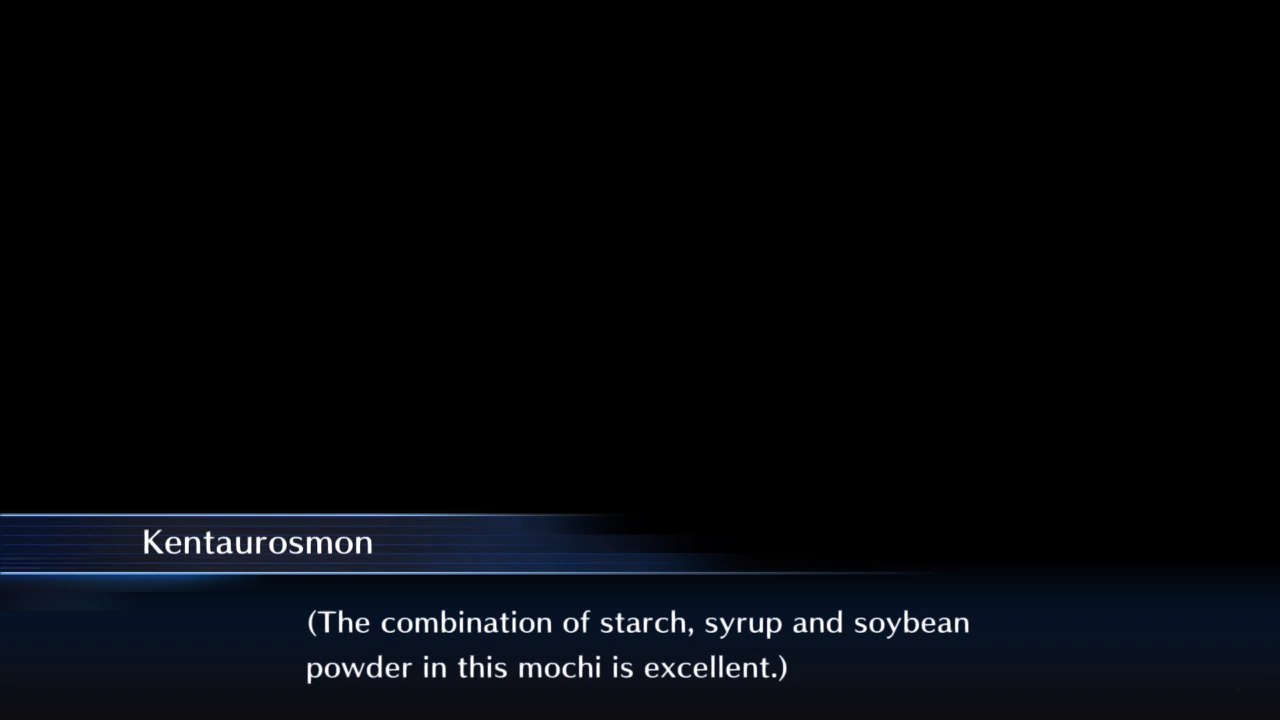 Kentaurosmon
(The combination of starch, syrup and soybean
powder in this mochi is excellent.)